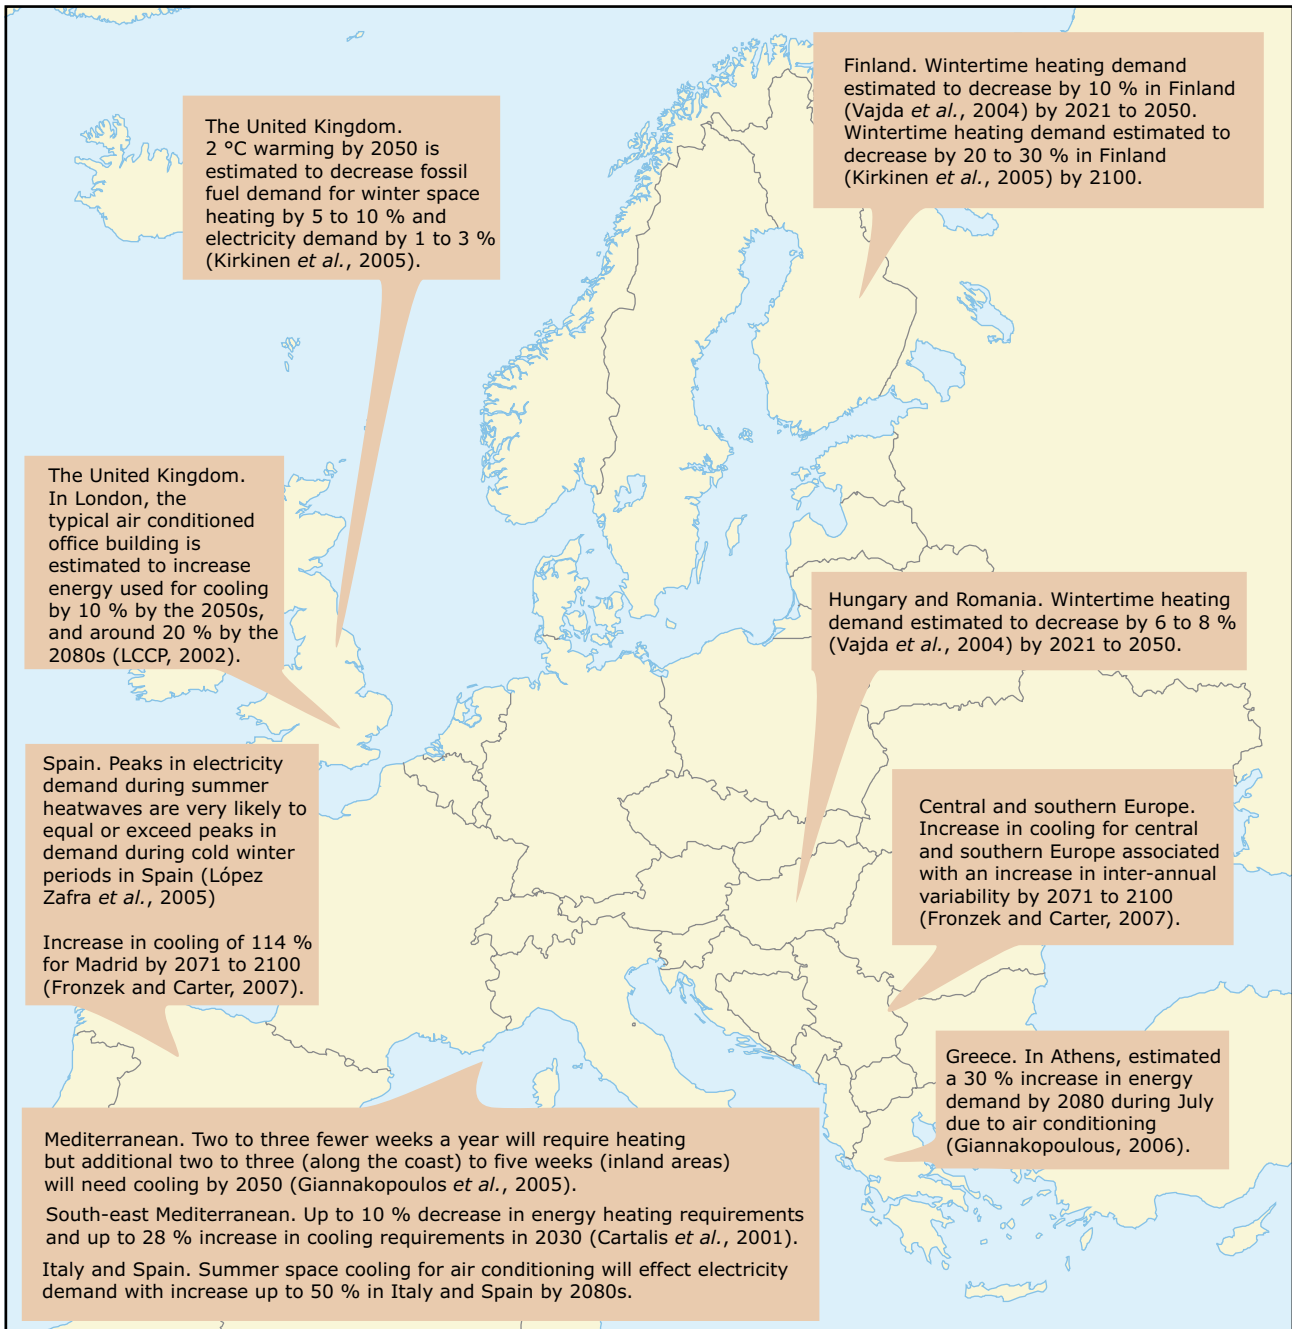 Finland. Wintertime heating demand
estimated to decrease by 10 % in Finland
(Vajda et al., 2004) by 2021 to 2050.
Wintertime heating demand estimated to
decrease by 20 to 30 % in Finland
(Kirkinen et al., 2005) by 2100.
The United Kingdom.
2 °C warming by 2050 is
estimated to decrease fossil
fuel demand for winter space
heating by 5 to 10 % and
electricity demand by 1 to 3 %
(Kirkinen et al., 2005).
The United Kingdom.
In London, the
typical air conditioned
office building is
estimated to increase
energy used for cooling
by 10 % by the 2050s,
and around 20 % by the
2080s (LCCP, 2002).
Hungary and Romania. Wintertime heating
demand estimated to decrease by 6 to 8 %
(Vajda et al., 2004) by 2021 to 2050.
Spain. Peaks in electricity
demand during summer
heatwaves are very likely to
equal or exceed peaks in
demand during cold winter
periods in Spain (López
Zafra et al., 2005)
Increase in cooling of 114 %
for Madrid by 2071 to 2100
(Fronzek and Carter, 2007).
Central and southern Europe.
Increase in cooling for central
and southern Europe associated
with an increase in inter-annual
variability by 2071 to 2100
(Fronzek and Carter, 2007).
Greece. In Athens, estimated
a 30 % increase in energy
demand by 2080 during July
due to air conditioning
(Giannakopoulous, 2006).
Mediterranean. Two to three fewer weeks a year will require heating
but additional two to three (along the coast) to five weeks (inland areas)
will need cooling by 2050 (Giannakopoulos et al., 2005).
South-east Mediterranean. Up to 10 % decrease in energy heating requirements
and up to 28 % increase in cooling requirements in 2030 (Cartalis et al., 2001).
Italy and Spain. Summer space cooling for air conditioning will effect electricity
demand with increase up to 50 % in Italy and Spain by 2080s.